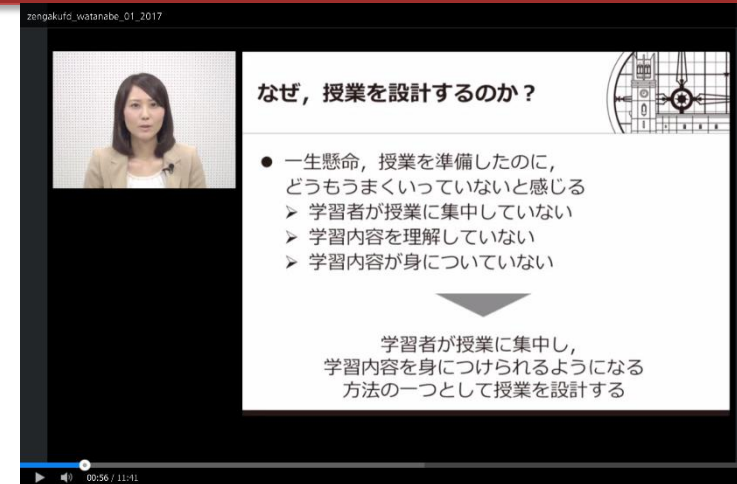 zengakufd_watanabe_01_2017
なぜ，授業を設計するのか？
● 一生懸命，授業を準備したのに，
どうもうまくいっていないと感じる
➢ 学習者が授業に集中していない
➢ 学習内容を理解していない
➢ 学習内容が身についていない
学習者が授業に集中し，
学習内容を身につけられるようになる
方法の一つとして授業を設計する
00:56 / 11:41